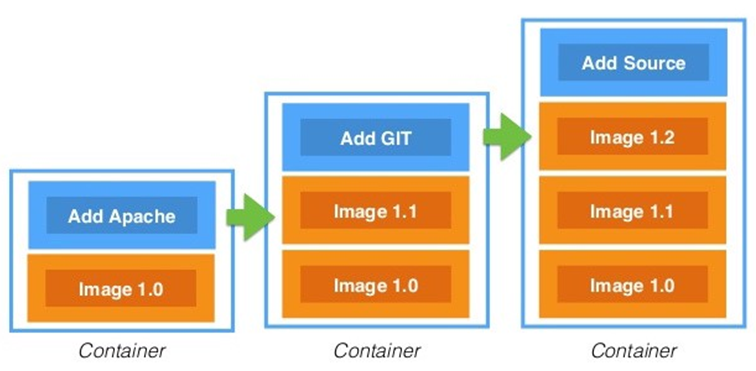 Add Apache
Image 1.0
Container
Add GIT
Image 1.1
Image 1.0
Container
Add Source
Image 1.2
Image 1.1
Image 1.0
Container